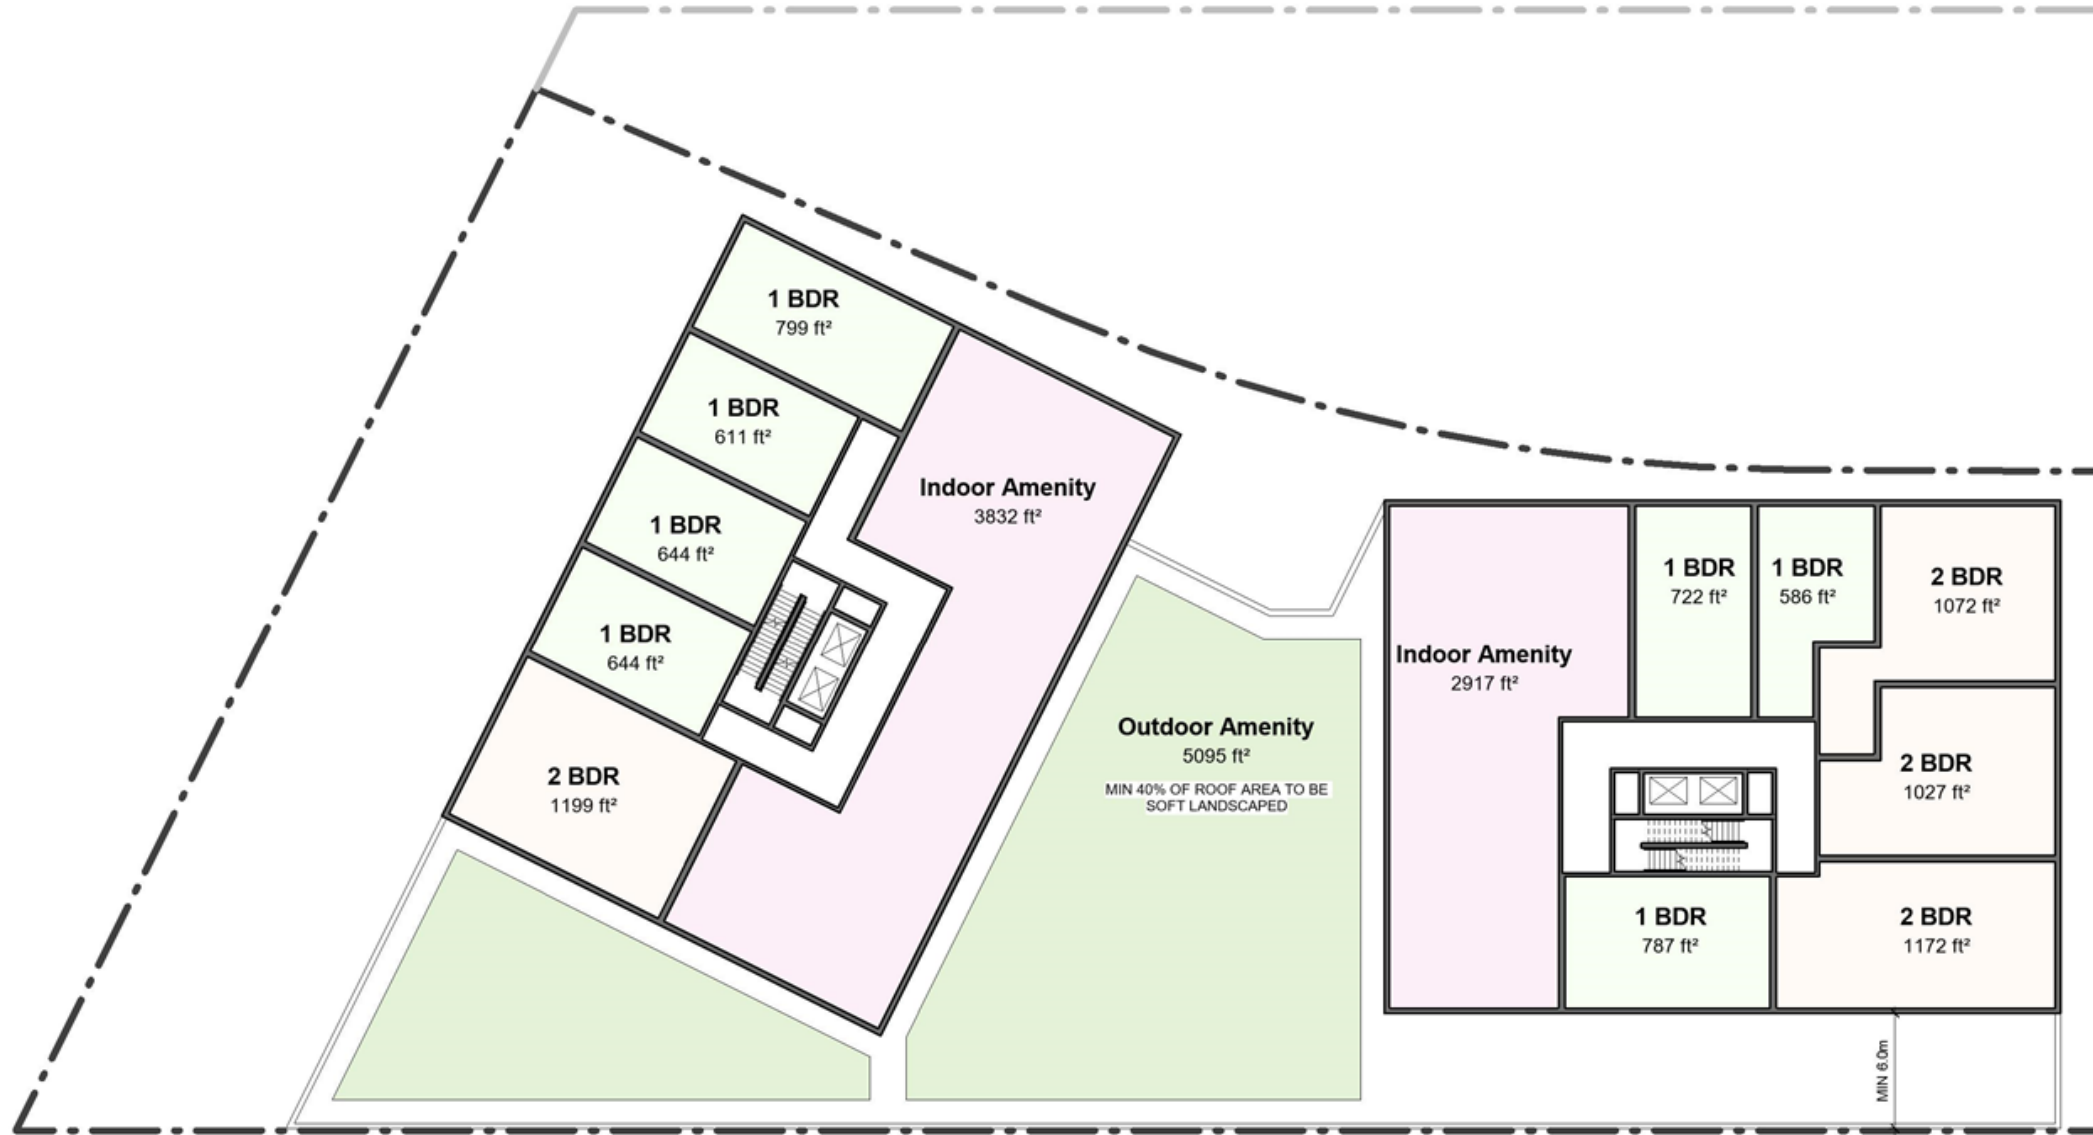 1 BDR
799 ft²
1 BDR
611 ft²
1 BDR
644 ft²
1 BDR
644 ft²
2 BDR
1199 ft²
Indoor Amenity
3832 ft²
Outdoor Amenity
5095 ft²
MIN 40% OF ROOF AREA TO BE
SOFT LANDSCAPED
Indoor Amenity
2917 ft²
1 BDR
722 ft²
1 BDR
586 ft²
2 BDR
1072 ft²
2 BDR
1027 ft²
1 BDR
787 ft²
2 BDR
1172 ft²
MIN 6.0m